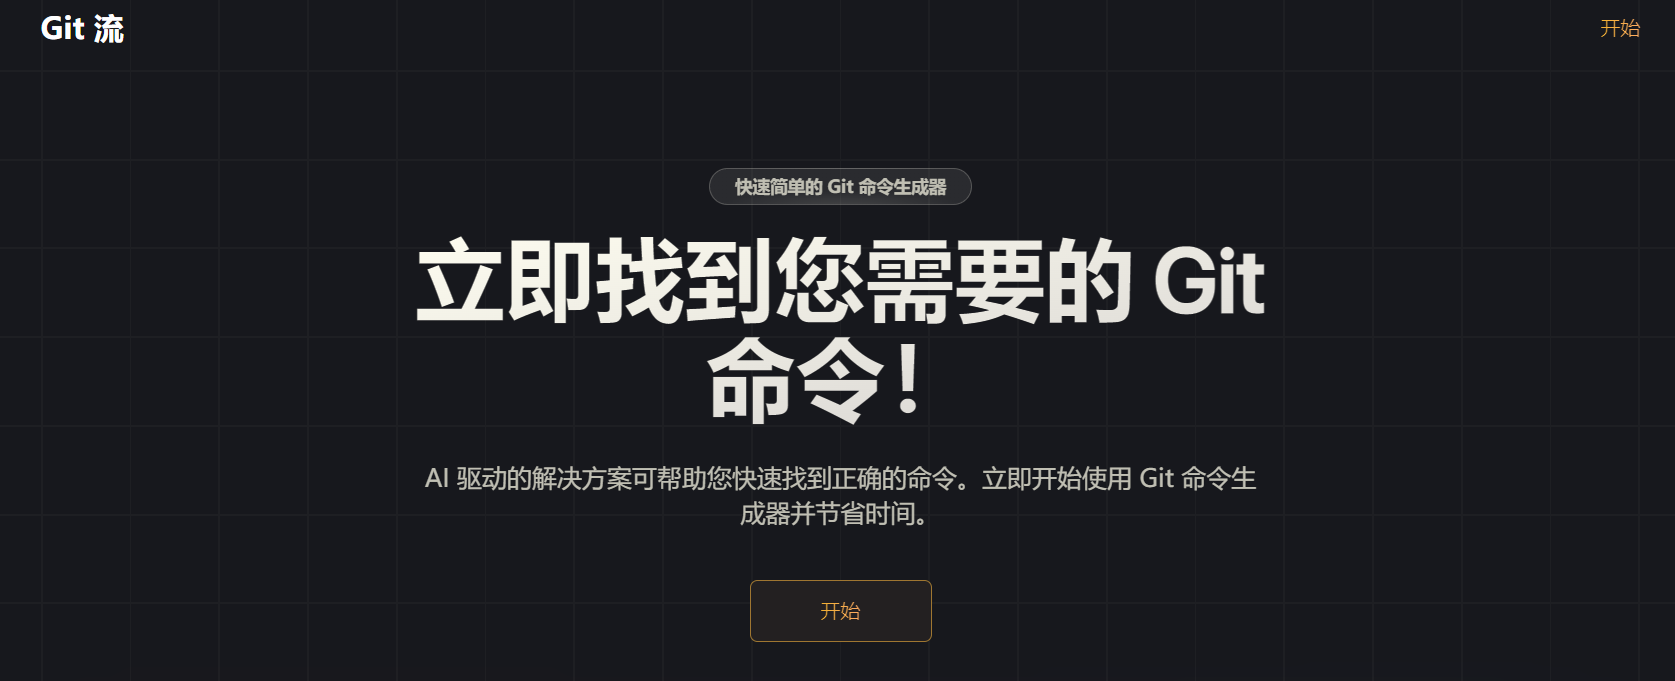 Git 流
开始
快速简单的 Git 命令生成器
立即找到您需要的 Git
命令！
AI 驱动的解决方案可帮助您快速找到正确的命令。立即开始使用 Git 命令生
成器并节省时间。
开始